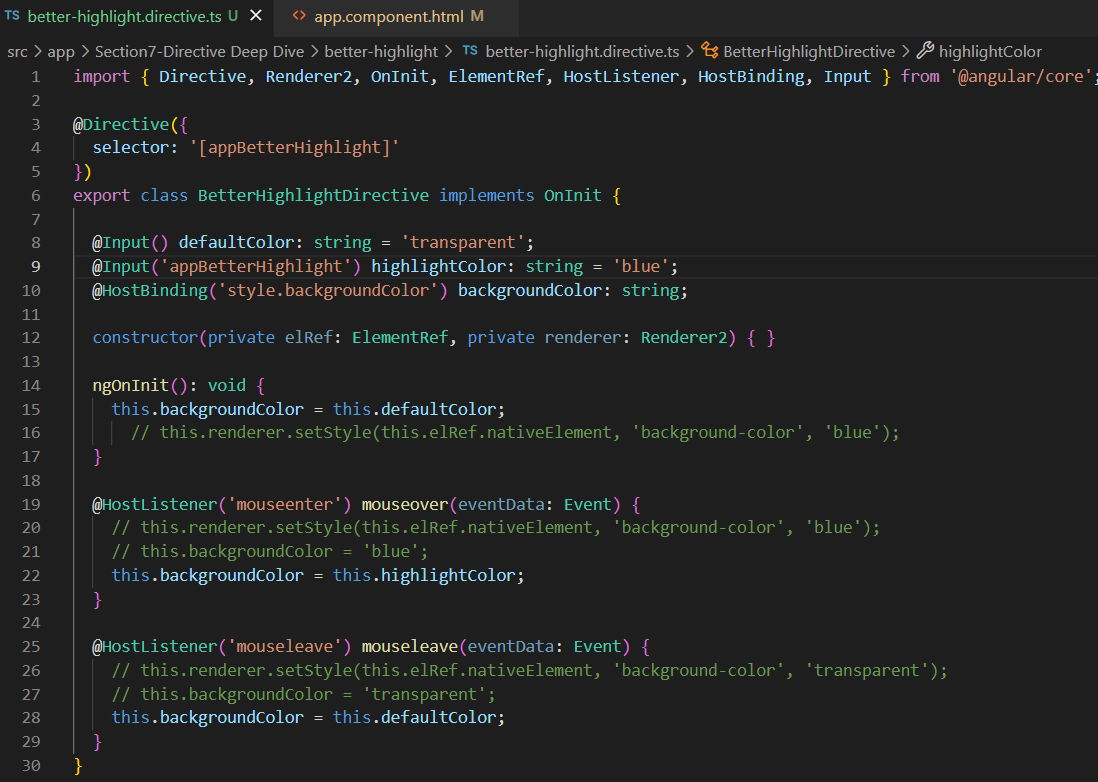 TS better-highlight.directive.ts U ✕ <> app.component.html M
src > app > Section7-Directive Deep Dive > better-highlight > TS better-highlight.directive.ts > BetterHighlightDirective > highlightColor
1 import { Directive, Renderer2, OnInit, ElementRef, HostListener, HostBinding, Input } from '@angular/core';
2
3 @Directive({
4   selector: '[appBetterHighlight]'
5 })
6 export class BetterHighlightDirective implements OnInit {
7
8   @Input() defaultColor: string = 'transparent';
9   @Input('appBetterHighlight') highlightColor: string = 'blue';
10   @HostBinding('style.backgroundColor') backgroundColor: string;
11
12   constructor(private elRef: ElementRef, private renderer: Renderer2) { }
13
14   ngOnInit(): void {
15     this.backgroundColor = this.defaultColor;
16       // this.renderer.setStyle(this.elRef.nativeElement, 'background-color', 'blue');
17   }
18
19   @HostListener('mouseenter') mouseover(eventData: Event) {
20     // this.renderer.setStyle(this.elRef.nativeElement, 'background-color', 'blue');
21     // this.backgroundColor = 'blue';
22     this.backgroundColor = this.highlightColor;
23   }
24
25   @HostListener('mouseleave') mouseleave(eventData: Event) {
26     // this.renderer.setStyle(this.elRef.nativeElement, 'background-color', 'transparent');
27     // this.backgroundColor = 'transparent';
28     this.backgroundColor = this.defaultColor;
29   }
30 }